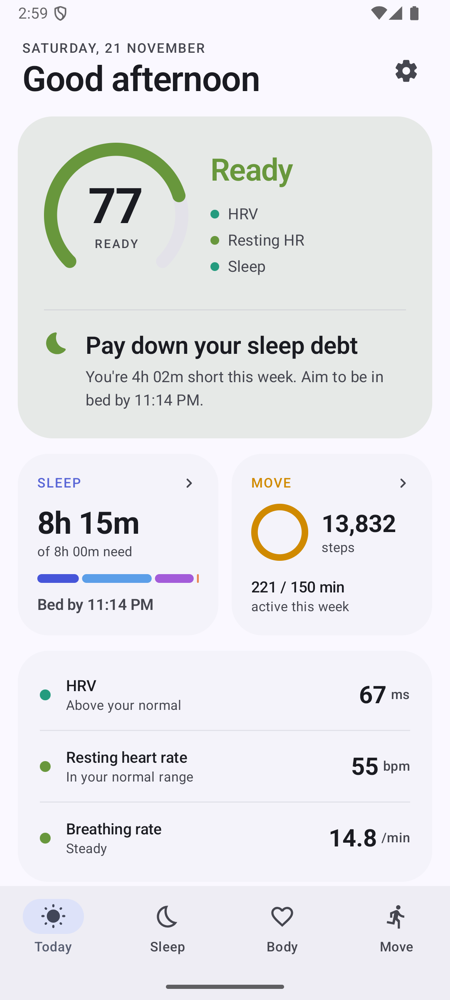 2:59
SATURDAY, 21 NOVEMBER
Good afternoon
77
READY
Ready
HRV
Resting HR
Sleep
Pay down your sleep debt
You're 4h 02m short this week. Aim to be in
bed by 11:14 PM.
SLEEP
8h 15m
of 8h 00m need
Bed by 11:14 PM
MOVE
13,832
steps
221 / 150 min
active this week
HRV
Above your normal
67 ms
Resting heart rate
In your normal range
55 bpm
Breathing rate
Steady
14.8 /min
Today
Sleep
Body
Move